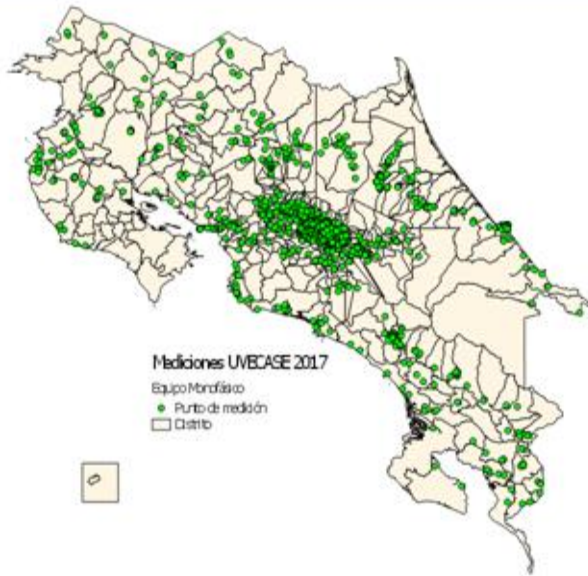 Mediciones UVECASE 2017
Equipo Monofásico
Punto de medición
Distrito